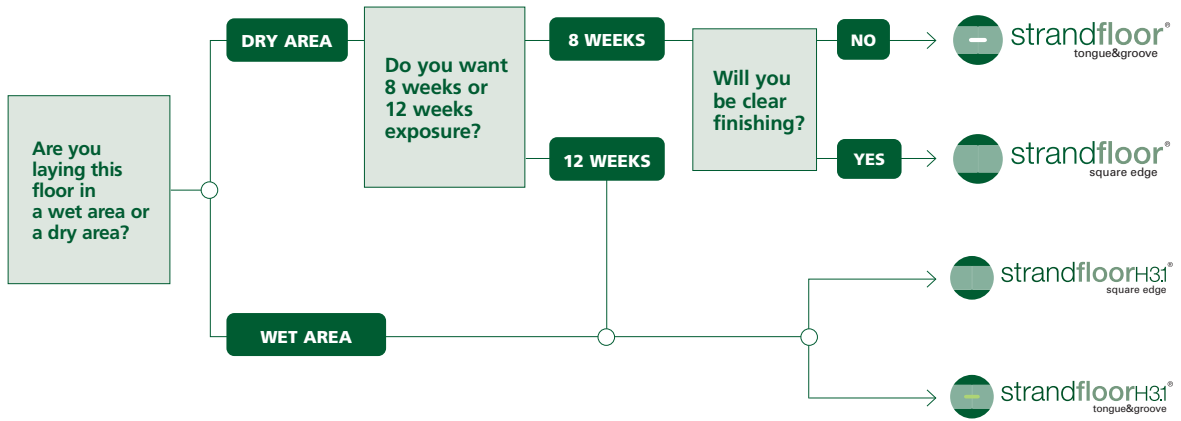 Are you
laying this
floor in
a wet area or
a dry area?
DRY AREA
Do you want
8 weeks or
12 weeks
exposure?
8 WEEKS
12 WEEKS
Will you
be clear
finishing?
NO
YES
WET AREA
strandfloor®
tongue&groove
strandfloor®
square edge
strandfloorH3.1®
square edge
strandfloorH3.1®
tongue&groove